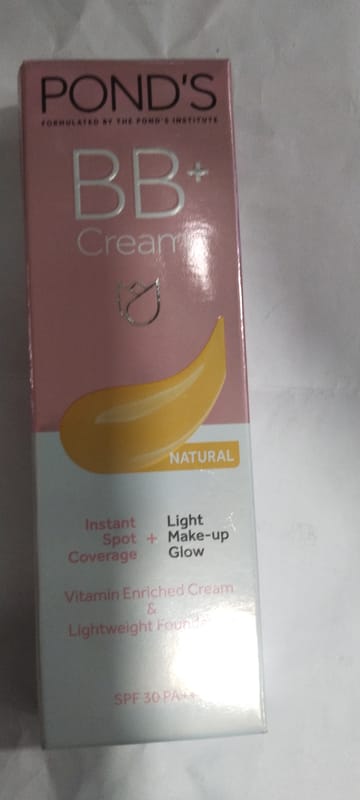 POND'S
FORMULATED BY THE POND'S INSTITUTE
BB+
Cream
NATURAL
Instant
Spot
Coverage
+
Light
Make-up
Glow
Vitamin Enriched Cream
&
Lightweight
SPF 30 PA++